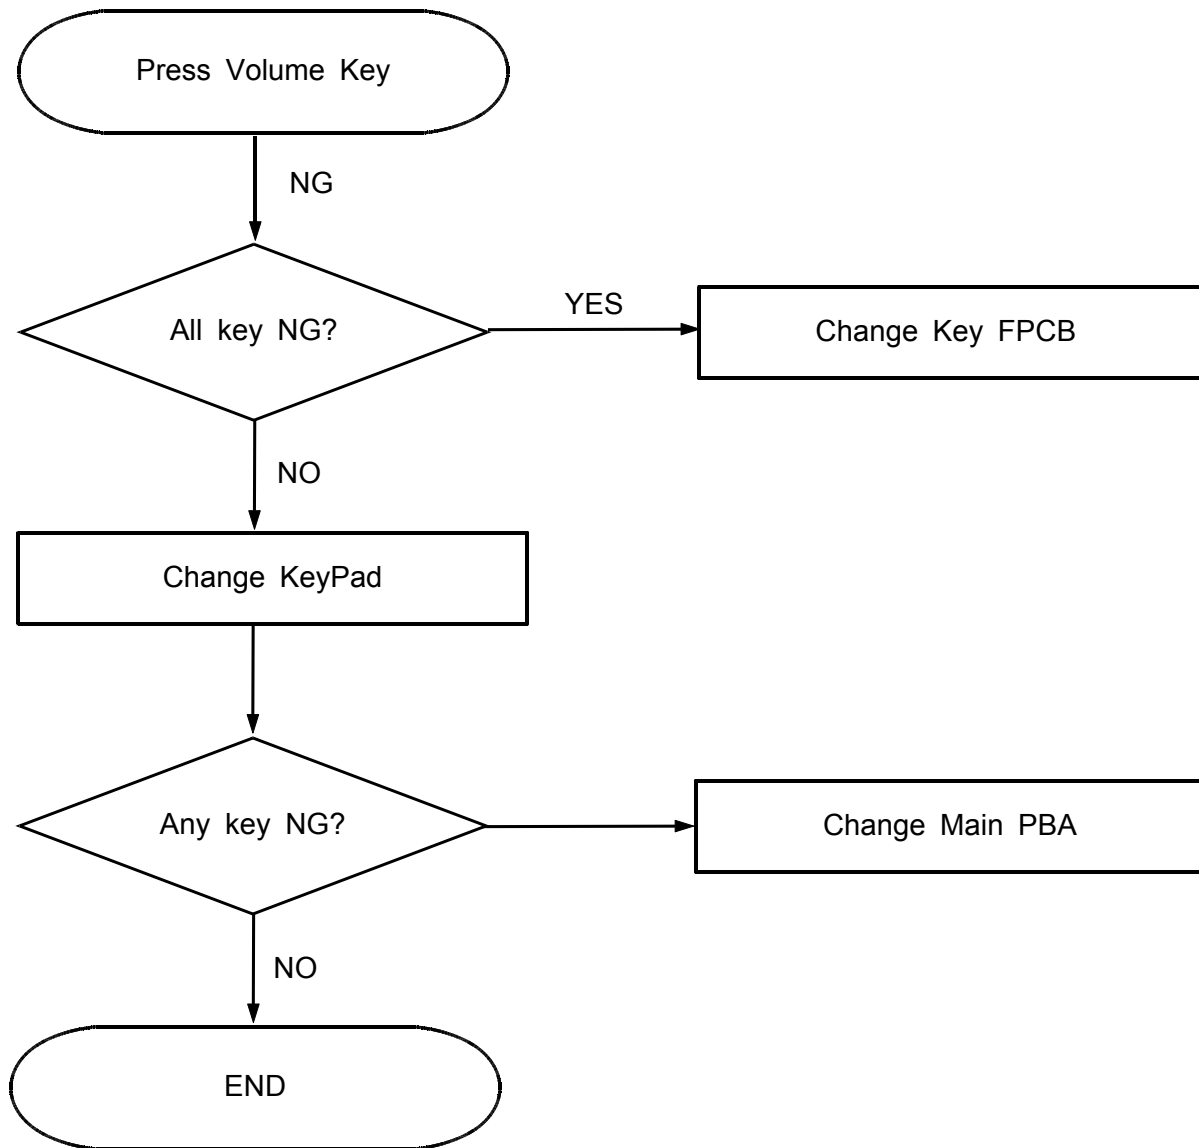 Press Volume Key
NG
All key NG?
YES
Change Key FPCB
NO
Change KeyPad
Any key NG?
Change Main PBA
NO
END